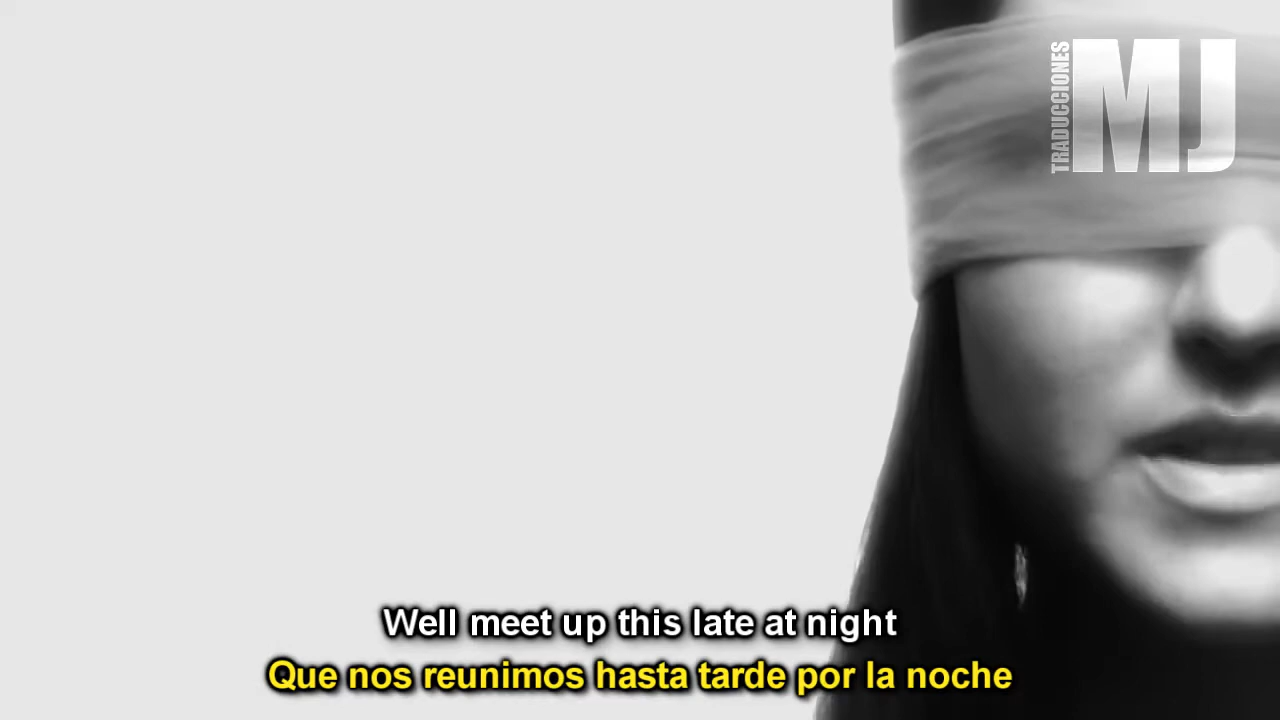 TRADUCCIONES
MJ
Well meet up this late at night
Que nos reunimos hasta tarde por la noche